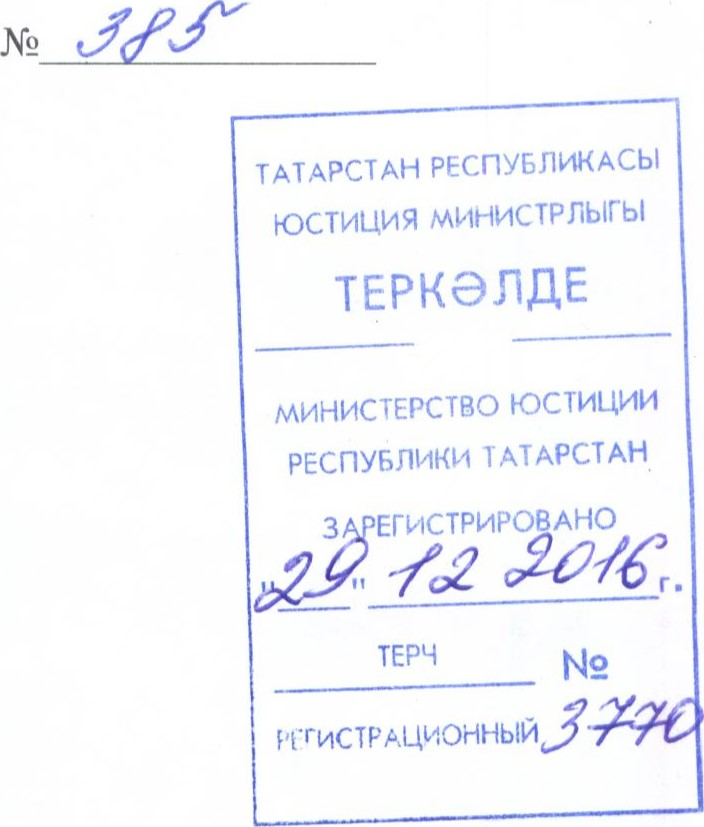 № 385
ТАТАРСТАН РЕСПУБЛИКАСЫ
ЮСТИЦИЯ МИНИСТРЛЫГЫ
ТЕРКӘЛДЕ
МИНИСТЕРСТВО ЮСТИЦИИ
РЕСПУБЛИКИ ТАТАРСТАН
ЗАРЕГИСТРИРОВАНО
"29" 12 2016 г.
ТЕРЧ №
РЕГИСТРАЦИОННЫЙ 3770